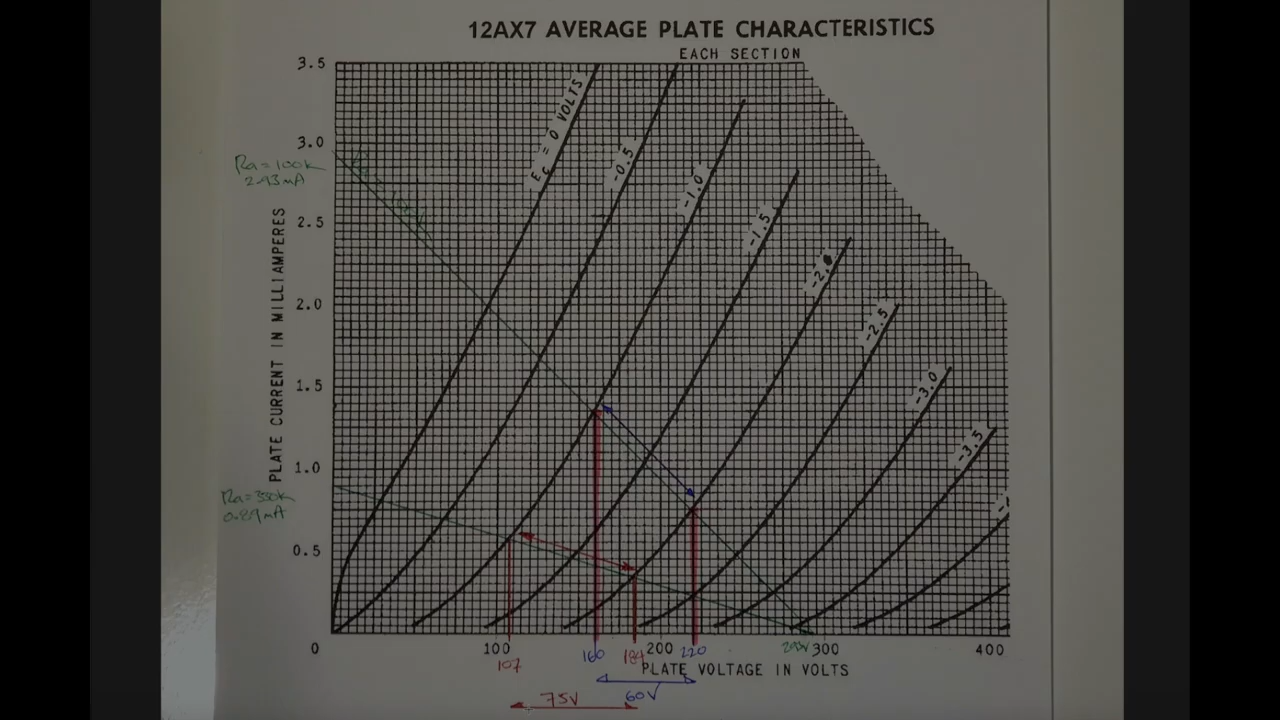 12AX7 AVERAGE PLATE CHARACTERISTICS
EACH SECTION
3.5
3.0
2.5
2.0
1.5
1.0
0.5
0
PLATE CURRENT IN MILLIAMPERES
Ra=100k
2.93mA
Ra=330k
0.89mA
Ec = 0 VOLTS
-0.5
-1.0
-1.5
-2.0
-2.5
-3.0
-3.5
100
200
300
400
107
160
184
220
PLATE VOLTAGE IN VOLTS
75V
60V